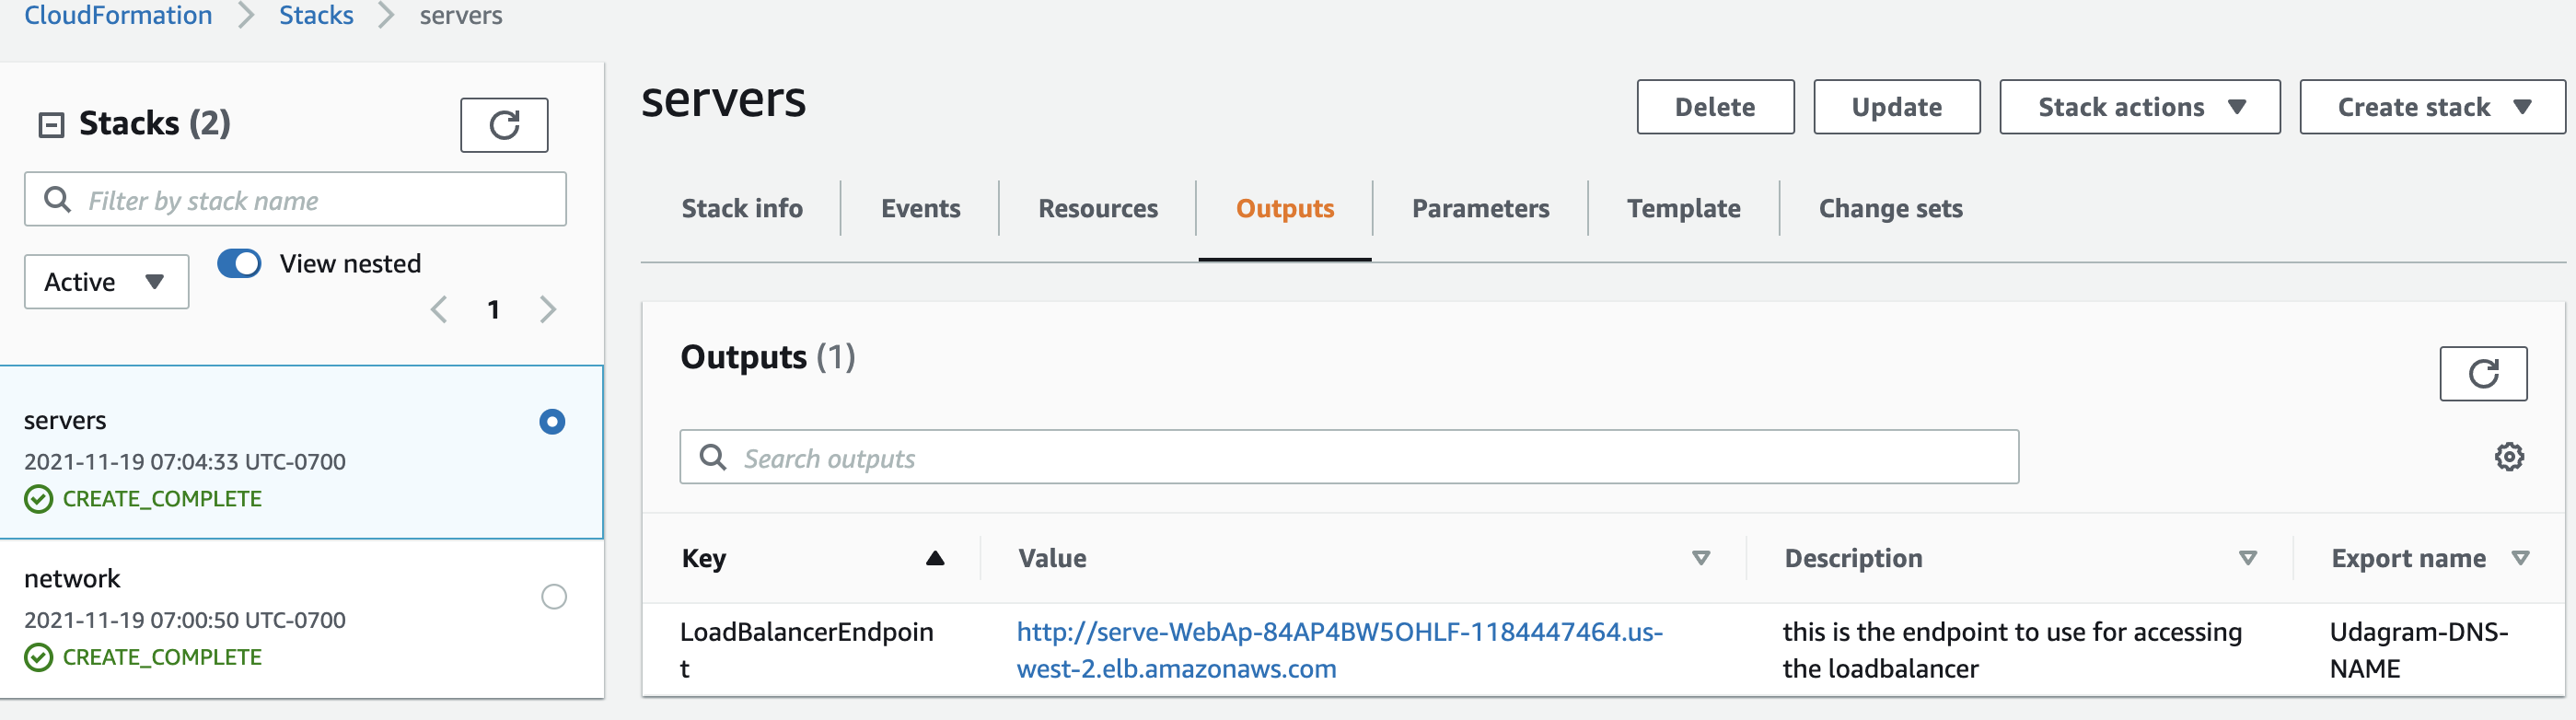 CloudFormation > Stacks > servers
Stacks (2)
Filter by stack name
Active
View nested
1
servers
2021-11-19 07:04:33 UTC-0700
CREATE_COMPLETE
network
2021-11-19 07:00:50 UTC-0700
CREATE_COMPLETE
servers
Delete Update Stack actions Create stack
Stack info Events Resources Outputs Parameters Template Change sets
Outputs (1)
Search outputs
Key Value Description Export name
LoadBalancerEndpoin http://serve-WebAp-84AP4BW5OHLF-1184447464.us- this is the endpoint to use for accessing Udagram-DNS-
t west-2.elb.amazonaws.com the loadbalancer NAME